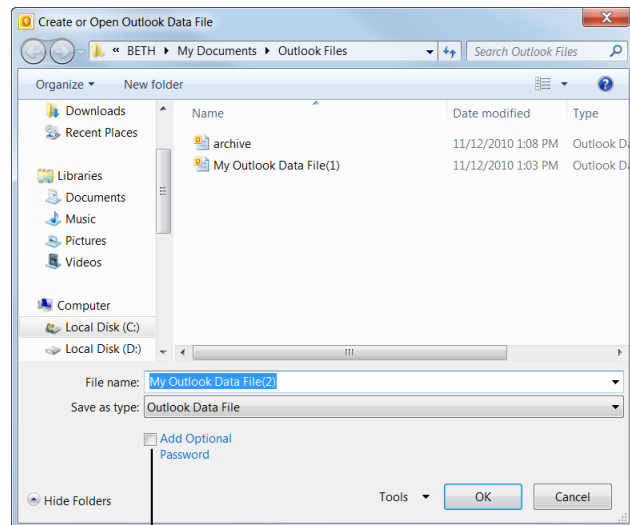 Create or Open Outlook Data File
« BETH ▸ My Documents ▸ Outlook Files
Search Outlook Files
Organize
New folder
Name
Date modified
Type
archive
11/12/2010 1:08 PM
Outlook Da
My Outlook Data File(1)
11/12/2010 1:03 PM
Outlook Da
Downloads
Recent Places
Libraries
Documents
Music
Pictures
Videos
Computer
Local Disk (C:)
Local Disk (D:)
File name:
My Outlook Data File(2)
Save as type:
Outlook Data File
Add Optional
Password
Hide Folders
Tools
OK
Cancel